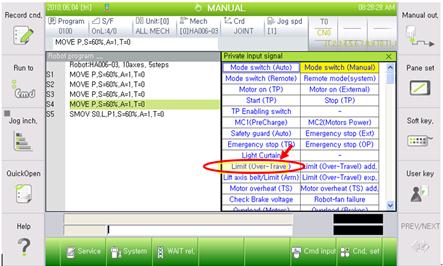 2010.06.04 [fri]
MANUAL
08:28:28 AM
Record cnd,
Program
0100
S/F
OnL:4/0
Unit:[0]
ALL MECH
Mech
[0]HA006-03
Crd
JOINT
Jog spd
[1]
T0
CN0
Manual out,
MOVE P,S=60%,A=1,T=0
Robot program
Robot:HA006-03, 10axes, 5steps
S1 MOVE P,S=60%,A=1,T=0
S2 MOVE P,S=60%,A=1,T=0
S3 MOVE P,S=60%,A=1,T=0
S4 MOVE P,S=60%,A=1,T=0
S5 SMOV S0,L,P1,S=60%,A=1,T=0
Private input signal
Mode switch (Auto) Mode switch (Manual)
Mode switch (Remote) Remote mode(system)
Motor on (TP) Motor on (External)
Start (TP) Stop (TP)
TP Enabling switch -
MC1(PreCharge) MC2(Motors Power)
Safety guard (Auto) Emergency stop (Ext)
Emergency stop (TP) Emergency stop (OP)
Light Curtain -
Limit (Over-Travel) Limit (Over-Travel) add,
Lift axis belt/Limit (Arm) Limit (Over-Travel) exp,
Motor overheat (TS) Motor overheat (TS) add,
Check Brake voltage Robot-fan failure
Overload (Motors) Overload (Brakes)
Run to
Cmd
Jog inch,
QuickOpen
Help
Pane set
Soft key,
User key
PREV/NEXT
Service
System
WAIT rel,
Cmd input
Cnd, set